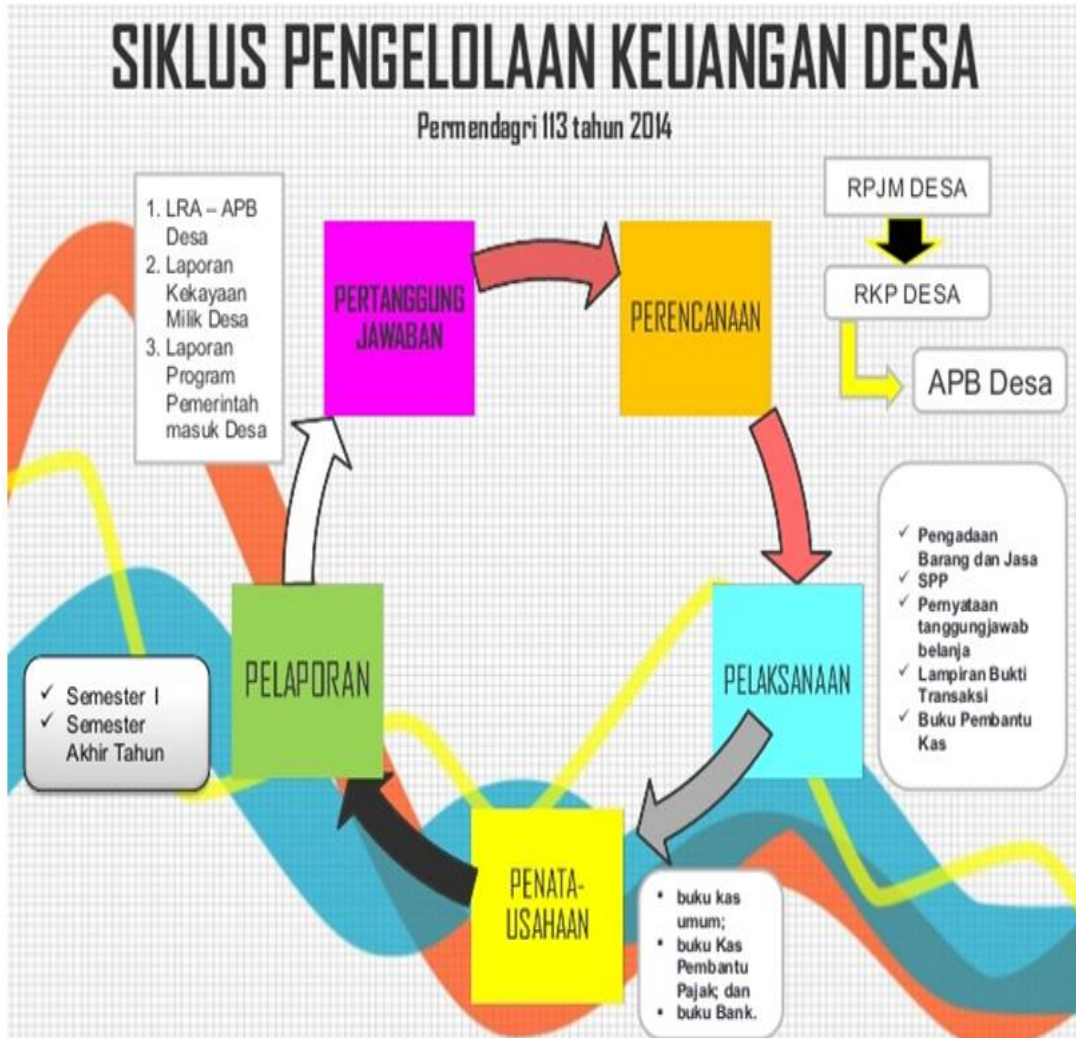 SIKLUS PENGELOLAAN KEUANGAN DESA
Permendagri 113 tahun 2014
1. LRA – APB
Desa
2. Laporan
Kekayaan
Milik Desa
3. Laporan
Program
Pemerintah
masuk Desa
PERTANGGUNG
JAWABAN
PERENCANAAN
RPJM DESA
RKP DESA
APB Desa
✓ Pengadaan
Barang dan Jasa
✓ SPP
✓ Pernyataan
tanggungjawab
belanja
✓ Lampiran Bukti
Transaksi
✓ Buku Pembantu
Kas
PELAKSANAAN
PENATA-
USAHAAN
▪ buku kas
umum;
▪ buku Kas
Pembantu
Pajak; dan
▪ buku Bank.
PELAPORAN
✓ Semester I
✓ Semester
Akhir Tahun